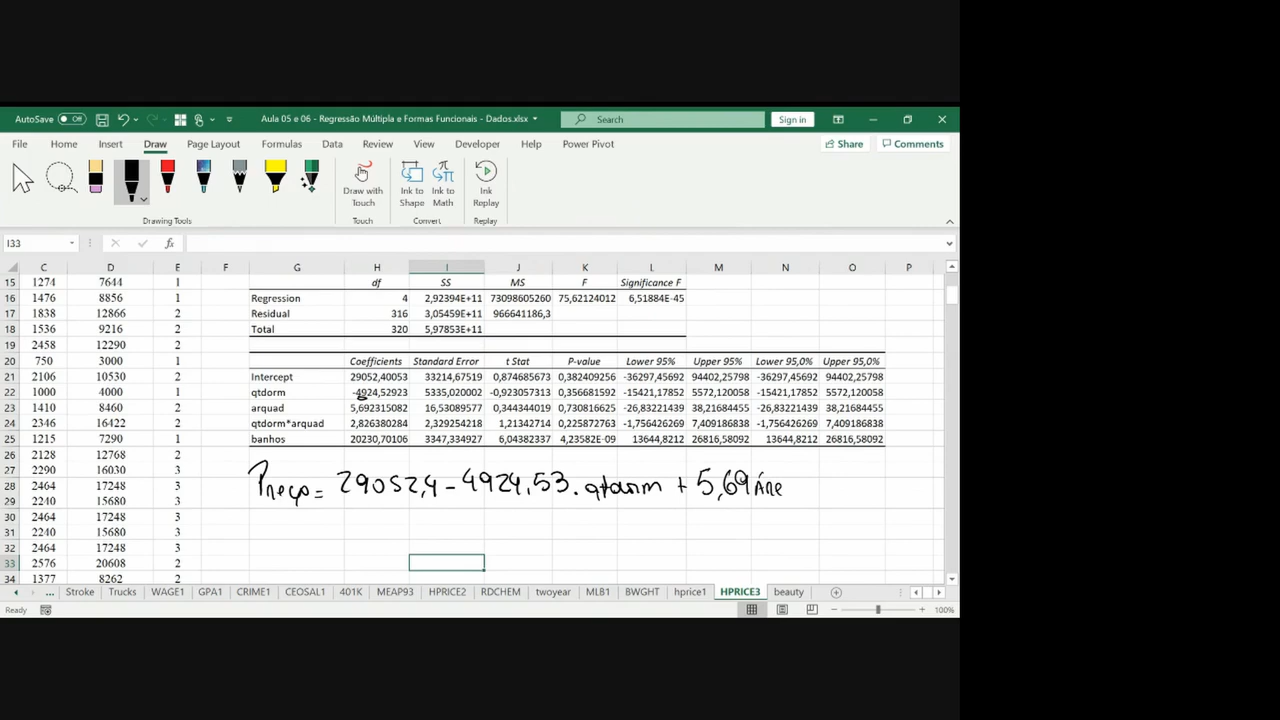 AutoSave Off Aula 05 e 06 - Regressão Múltipla e Formas Funcionais - Dados.xlsx Search Sign in
File Home Insert Draw Page Layout Formulas Data Review View Developer Help Power Pivot Share Comments
Draw with Touch Ink to Shape Ink to Math Ink Replay
Drawing Tools Touch Convert Replay
I33 fx
C D E F G H I J K L M N O P
15 1274 7644 1 df SS MS F Significance F
16 1476 8856 1 Regression 4 2,92394E+11 73098605260 75,62124012 6,51884E-45
17 1838 12866 2 Residual 316 3,05459E+11 966641186,3
18 1536 9216 2 Total 320 5,97853E+11
19 2458 12290 2
20 750 3000 1 Coefficients Standard Error t Stat P-value Lower 95% Upper 95% Lower 95,0% Upper 95,0%
21 2106 10530 2 Intercept 29052,40053 33214,67519 0,874685673 0,382409256 -36297,45692 94402,25798 -36297,45692 94402,25798
22 1000 4000 1 qtdorm -4924,52923 5335,020002 -0,923057313 0,356681592 -15421,17852 5572,120058 -15421,17852 5572,120058
23 1410 8460 2 arquad 5,692315082 16,53089577 0,344344019 0,730816625 -26,83221439 38,21684455 -26,83221439 38,21684455
24 2346 16422 2 qtdorm*arquad 2,826380284 2,329254218 1,21342714 0,225872763 -1,756426269 7,409186838 -1,756426269 7,409186838
25 1215 7290 1 banhos 20230,70106 3347,334927 6,04382337 4,23582E-09 13644,8212 26816,58092 13644,8212 26816,58092
26 2128 12768 2
27 2290 16030 3
28 2464 17248 3
Preço = 29052,4 - 4924,53 . qtdorm + 5,69 áre
29 2240 15680 3
30 2464 17248 3
31 2240 15680 3
32 2464 17248 3
33 2576 20608 2
34 1377 8262 2
... Stroke Trucks WAGE1 GPA1 CRIME1 CEOSAL1 401K MEAP93 HPRICE2 RDCHEM twoyear MLB1 BWGHT hprice1 HPRICE3 beauty
Ready 100%